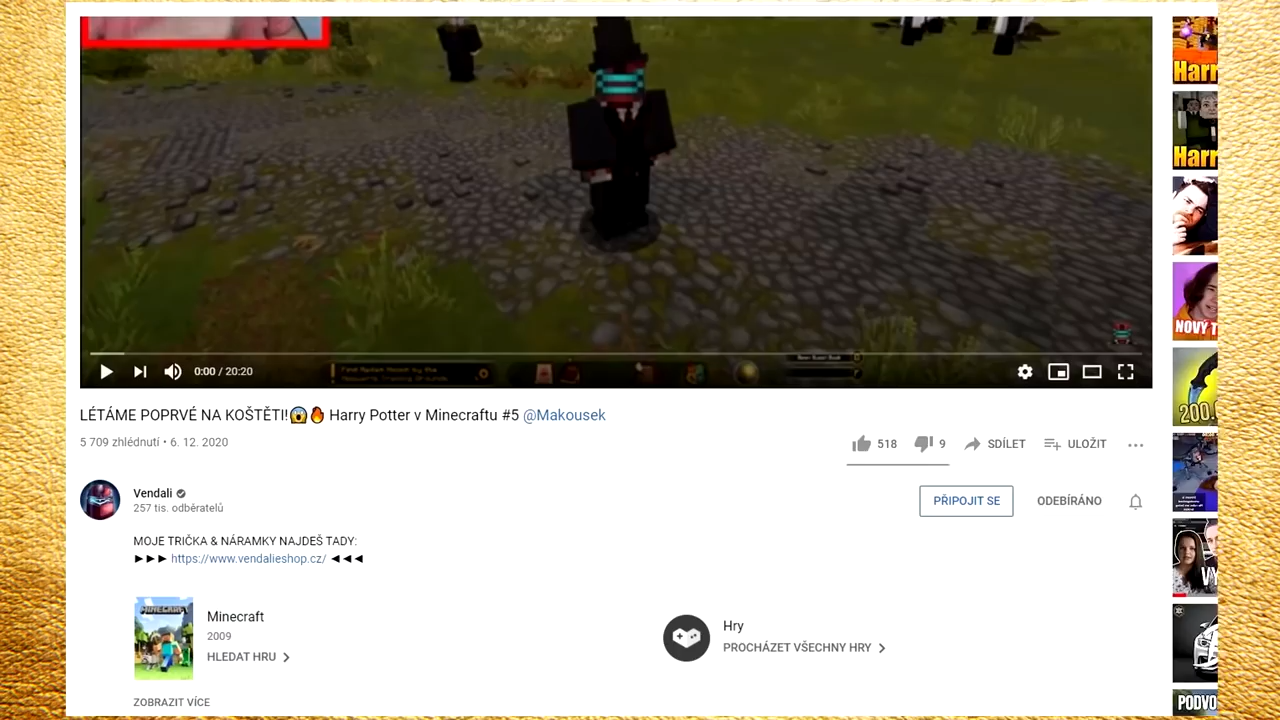 Harr
Harr
NOVÝ T
200.
VY
PODVO
0:00 / 20:20
LÉTÁME POPRVÉ NA KOŠTĚTI!!😱🔥 Harry Potter v Minecraftu #5 @Makousek
5 709 zhlédnutí • 6. 12. 2020
518
9
SDÍLET
ULOŽIT
Vendali
257 tis. odběratelů
PŘIPOJIT SE
ODEBÍRÁNO
MOJE TRIČKA & NÁRAMKY NAJDEŠ TADY:
►►► https://www.vendalieshop.cz/ ◄◄◄
MINECRAFT
Minecraft
2009
HLEDAT HRU
Hry
PROCHÁZET VŠECHNY HRY
ZOBRAZIT VÍCE